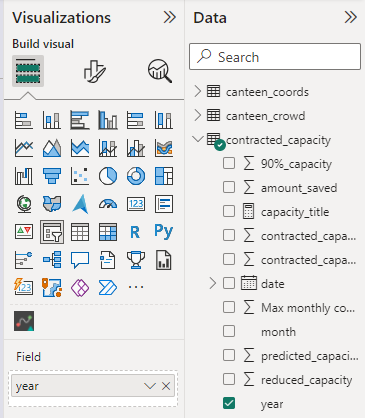 Visualizations
Build visual
123
R
Py
123
Field
year
Data
Search
canteen_coords
canteen_crowd
contracted_capacity
90%_capacity
amount_saved
capacity_title
contracted_capa...
contracted_capa...
date
Max monthly co...
month
predicted_capaci...
reduced_capacity
year